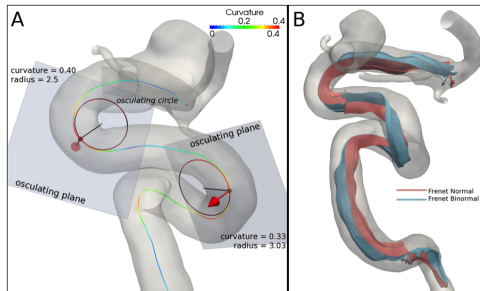 A
Curvature
0.4
0
0.2
0.4
curvature = 0.40
radius = 2.5
osculating circle
osculating plane
osculating plane
curvature = 0.33
radius = 3.03
B
Frenet Normal
Frenet Binormal